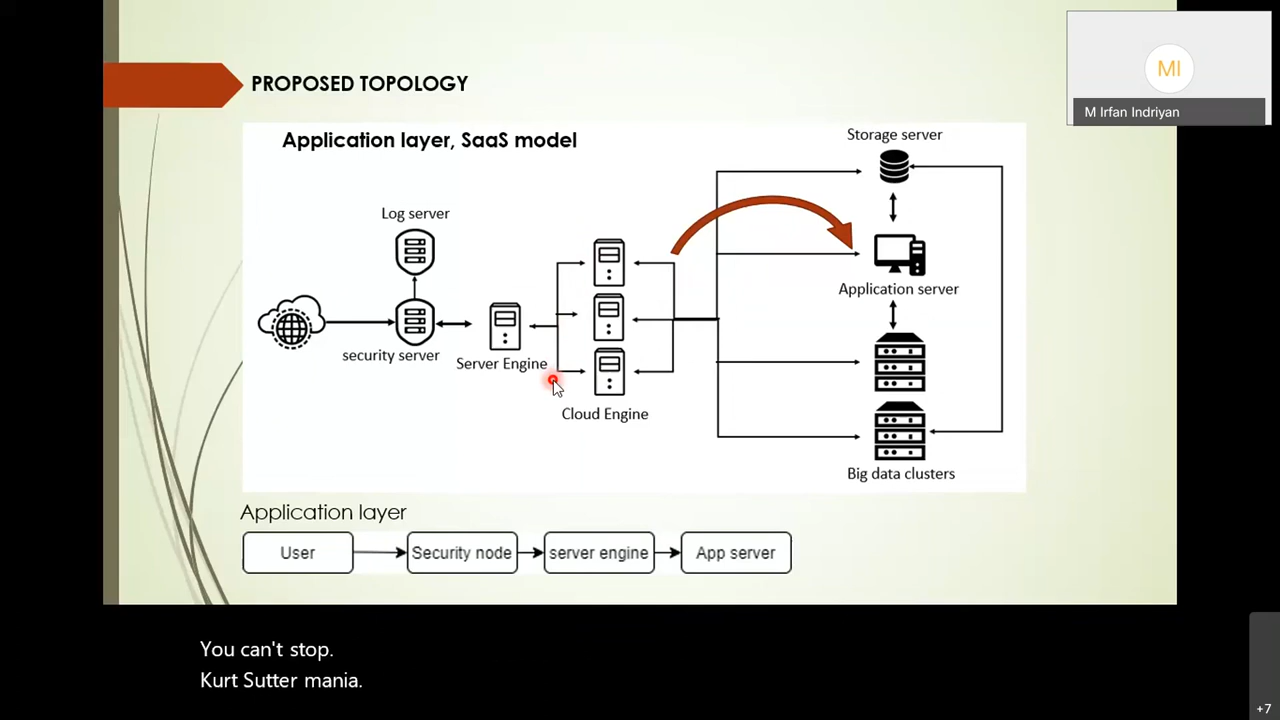 PROPOSED TOPOLOGY
MI
M Irfan Indriyan
Application layer, SaaS model
Storage server
Log server
Application server
security server
Server Engine
Cloud Engine
Big data clusters
Application layer
User
Security node
server engine
App server
You can't stop.
Kurt Sutter mania.
+7